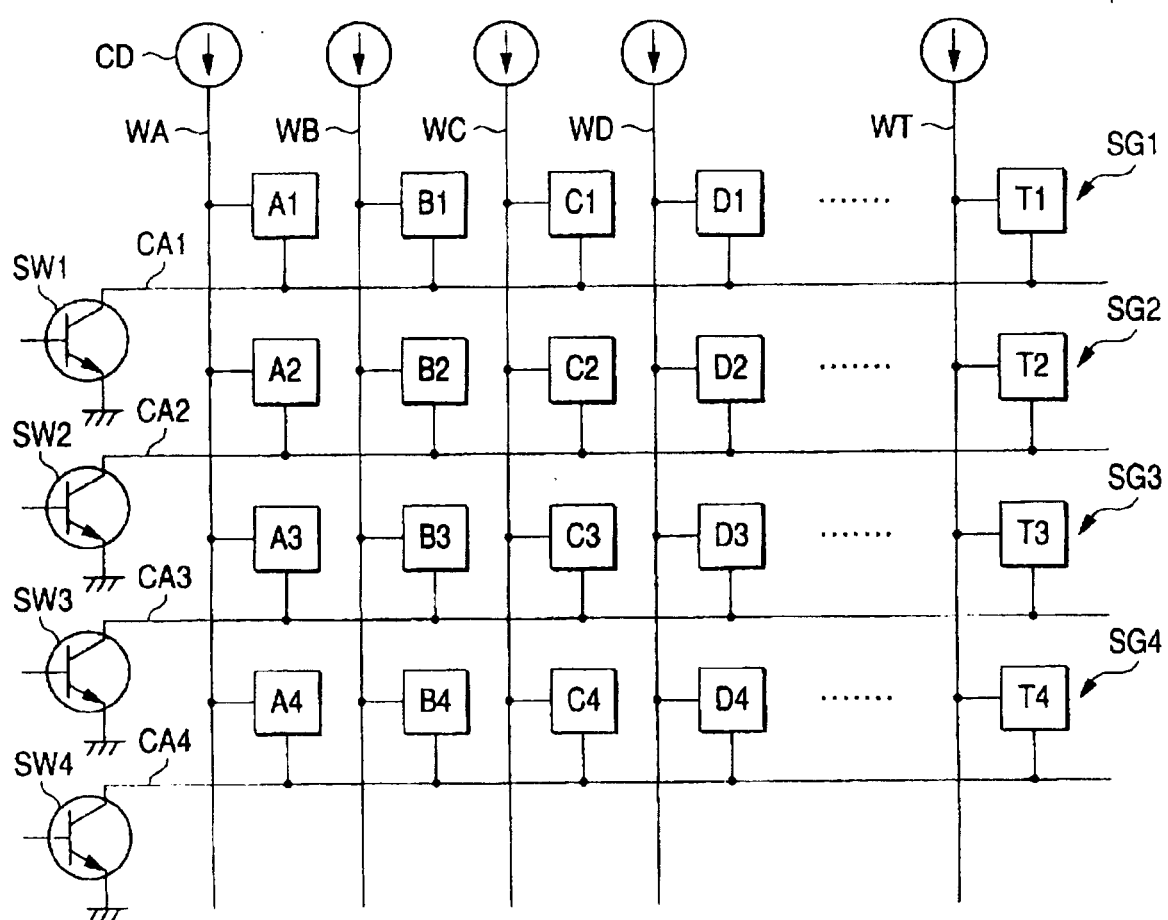 CD
WA WB WC WD WT
SG1
A1 B1 C1 D1 ....... T1
CA1
SW1
SG2
A2 B2 C2 D2 ....... T2
CA2
SW2
SG3
A3 B3 C3 D3 ....... T3
CA3
SW3
SG4
A4 B4 C4 D4 ....... T4
CA4
SW4